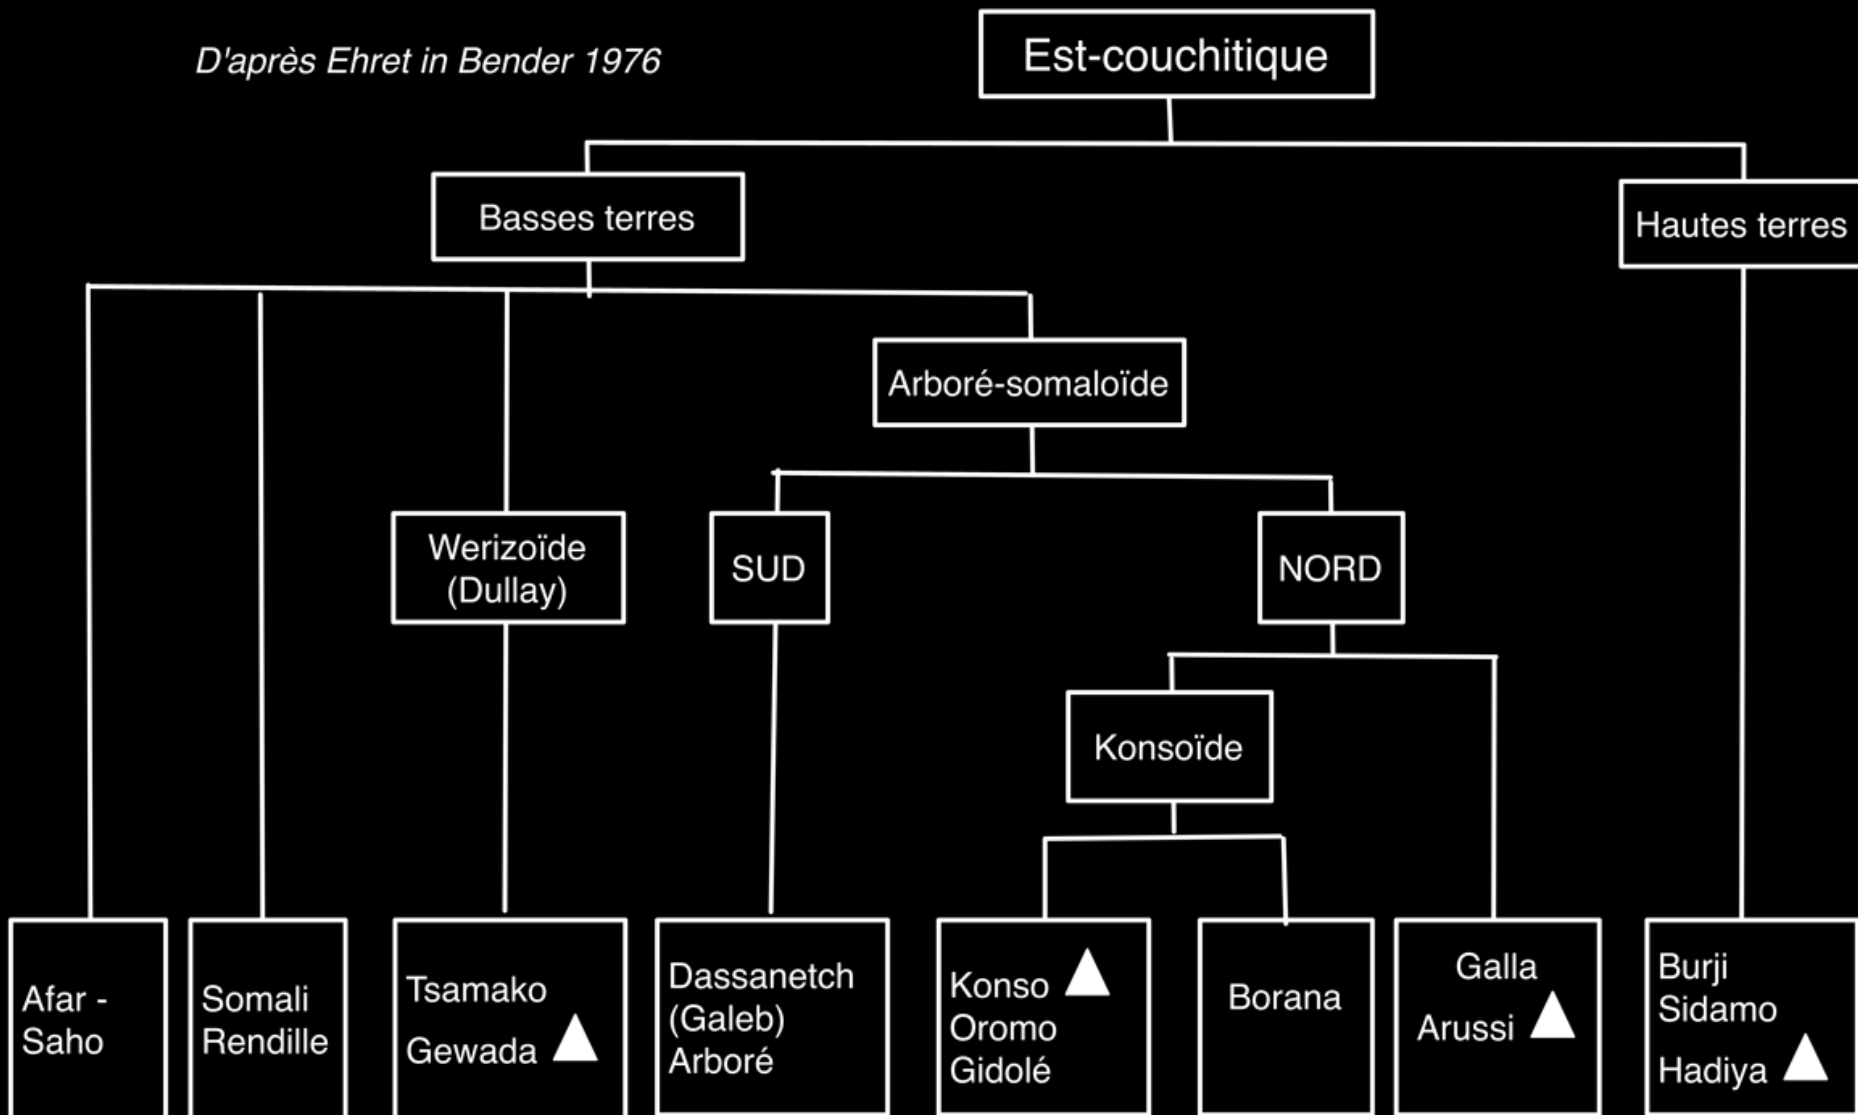 D'après Ehret in Bender 1976
Est-couchitique
Basses terres
Hautes terres
Arboré-somaloïde
Werizoïde
(Dullay)
SUD
NORD
Konsoïde
Afar -
Saho
Somali
Rendille
Tsamako
Gewada
Dassanetch
(Galeb)
Arboré
Konso
Oromo
Gidolé
Borana
Galla
Arussi
Burji
Sidamo
Hadiya